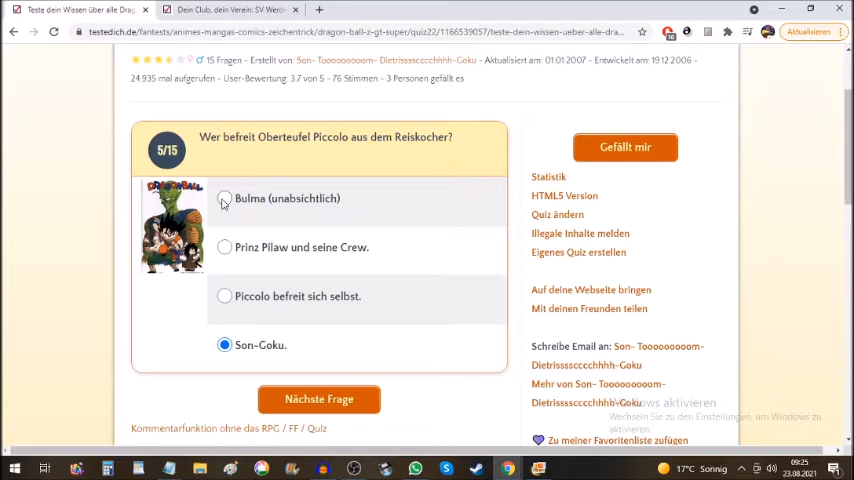 Teste dein Wissen über alle Drag
Dein Club, dein Verein: SV Werd
testedich.de/fantests/animes-mangas-comics-zeichentrick/dragon-ball-z-gt-super/quiz22/1166539057/teste-dein-wissen-ueber-alle-dra...
Aktualisieren
15 Fragen - Erstellt von: Son- Tooooooooom- Dietrisssscccchhhh-Goku - Aktualisiert am: 01.01.2007 - Entwickelt am: 19.12.2006 -
24.935 mal aufgerufen - User-Bewertung: 3,7 von 5 - 76 Stimmen - 3 Personen gefällt es
5/15
Wer befreit Oberteufel Piccolo aus dem Reiskocher?
DRAGONBALL
Bulma (unabsichtlich)
Prinz Pilaw und seine Crew.
Piccolo befreit sich selbst.
Son-Goku.
Nächste Frage
Kommentarfunktion ohne das RPG / FF / Quiz
Gefällt mir
Statistik
HTML5 Version
Quiz ändern
Illegale Inhalte melden
Eigenes Quiz erstellen
Auf deine Webseite bringen
Mit deinen Freunden teilen
Schreibe Email an: Son- Tooooooooom-
Dietrisssscccchhhh-Goku
Mehr von Son- Tooooooooom-
Dietrisssscccchhhh-Goku
Zu meiner Favoritenliste zufügen
Windows aktivieren
Wechseln Sie zu den Einstellungen, um Windows zu
aktivieren.
17°C Sonnig
09:25
23.08.2021